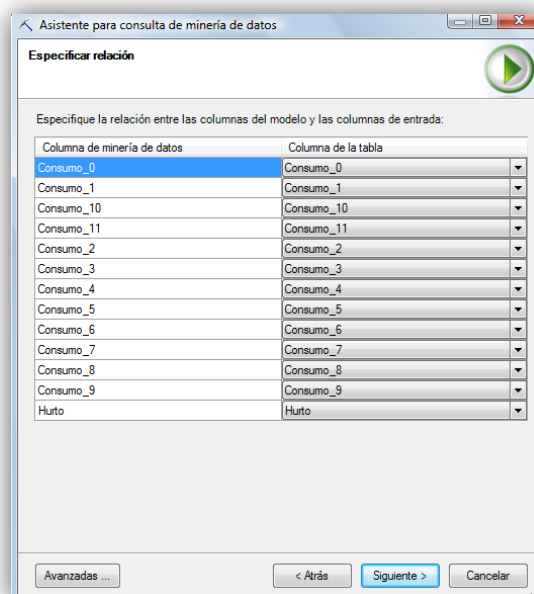 Asistente para consulta de minería de datos
Especificar relación
Especifique la relación entre las columnas del modelo y las columnas de entrada:
Columna de minería de datos Columna de la tabla
Consumo_0 Consumo_0
Consumo_1 Consumo_1
Consumo_10 Consumo_10
Consumo_11 Consumo_11
Consumo_2 Consumo_2
Consumo_3 Consumo_3
Consumo_4 Consumo_4
Consumo_5 Consumo_5
Consumo_6 Consumo_6
Consumo_7 Consumo_7
Consumo_8 Consumo_8
Consumo_9 Consumo_9
Hurto Hurto
Avanzadas ... < Atrás Siguiente > Cancelar